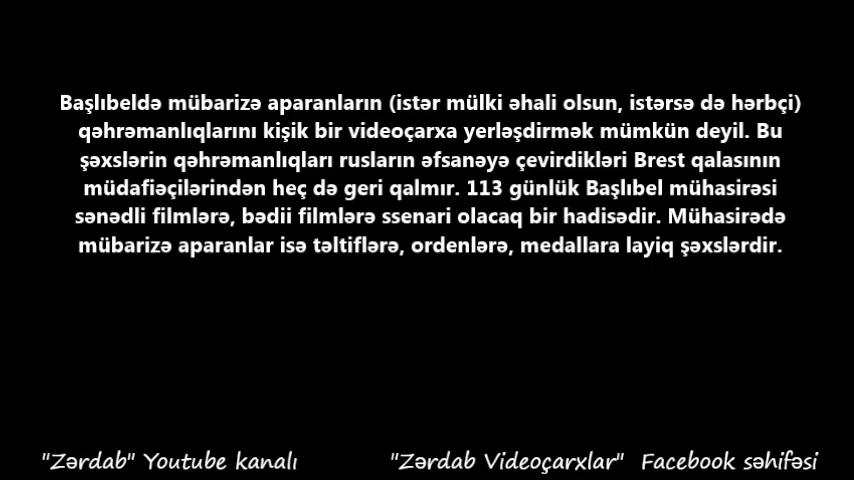 Başlıbeldə mübarizə aparanların (istər mülki əhali olsun, istərsə də hərbçi)
qəhrəmanlıqlarını kişik bir videoçarxa yerləşdirmək mümkün deyil. Bu
şəxslərin qəhrəmanlıqları rusların əfsanəyə çevirdikləri Brest qalasının
müdafiəçilərindən heç də geri qalmır. 113 günlük Başlıbel mühasirəsi
sənədli filmlərə, bədii filmlərə ssenari olacaq bir hadisədir. Mühasirədə
mübarizə aparanlar isə təltiflərə, ordenlərə, medallara layiq şəxslərdir.
"Zərdab" Youtube kanalı "Zərdab Videoçarxlar" Facebook səhifəsi